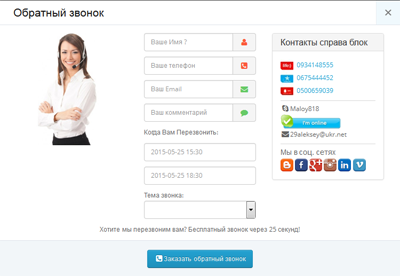 Обратный звонок
×
Ваше Имя ?
Ваше телефон
Ваш Email
Ваш комментарий
Когда Вам Перезвонить:
2015-05-25 15:30
2015-05-25 18:30
Тема звонка:
Контакты справа блок
0934148555
0675444452
0500659039
Maloy818
I'm online
29aleksey@ukr.net
Мы в соц. сетях
Хотите мы перезвоним вам? Бесплатный звонок через 25 секунд!
Заказать обратный звонок